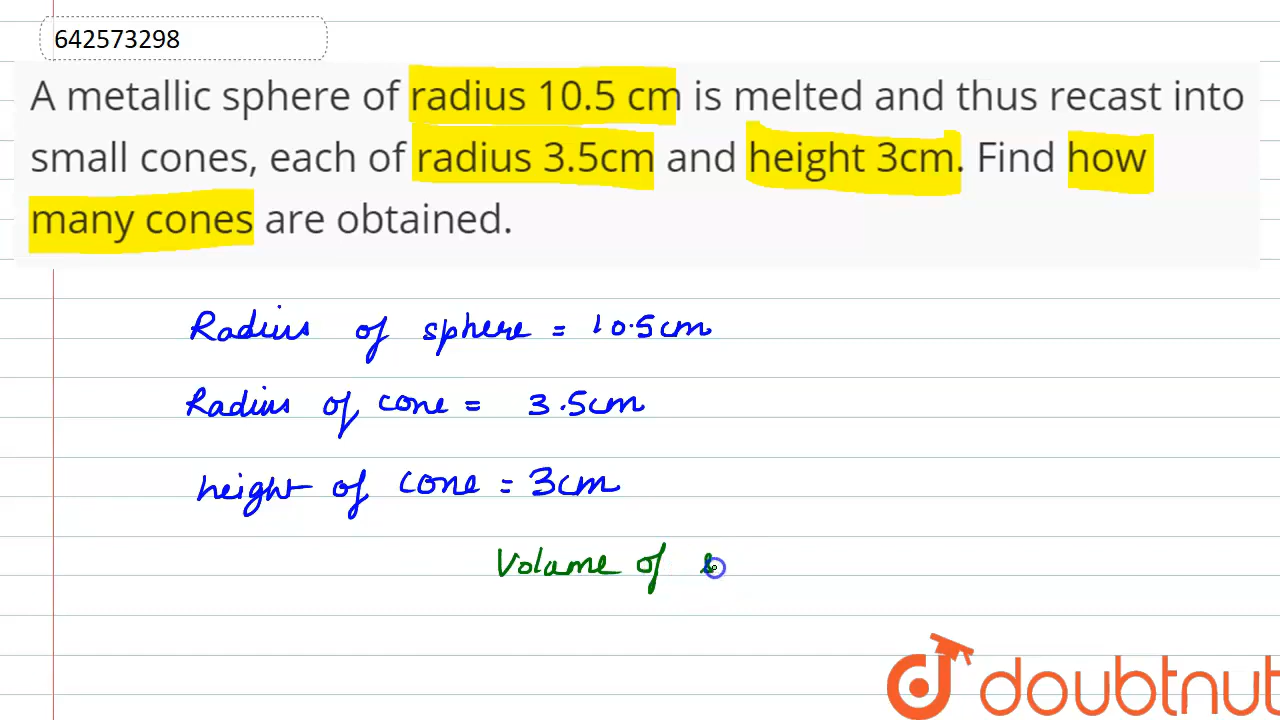 642573298
A metallic sphere of radius 10.5 cm is melted and thus recast into
small cones, each of radius 3.5cm and height 3cm. Find how
many cones are obtained.
Radius of sphere = 10.5cm
Radius of cone = 3.5cm
height of cone = 3cm
Volume of s
doubtnut